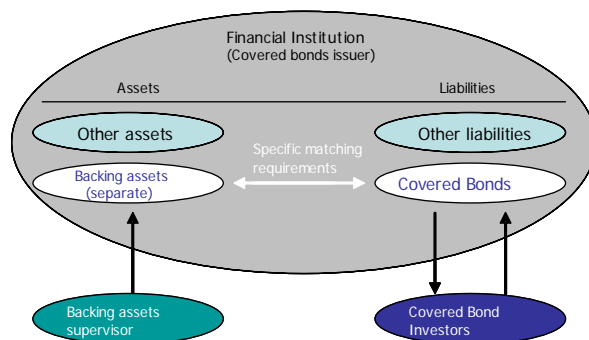 Financial Institution
(Covered bonds issuer)
Assets
Liabilities
Other assets
Other liabilities
Specific matching
requirements
Backing assets
(separate)
Covered Bonds
Backing assets
supervisor
Covered Bond
Investors